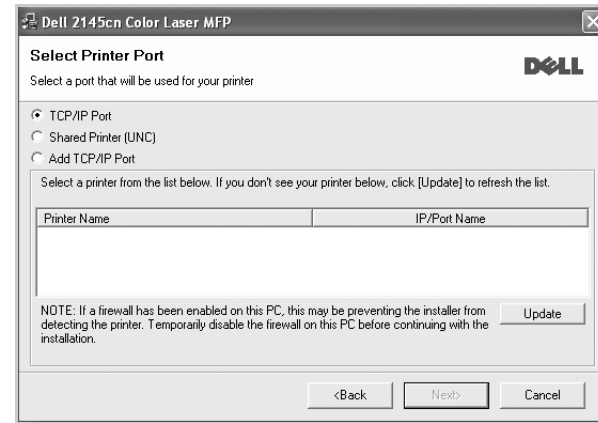 Dell 2145cn Color Laser MFP
Select Printer Port
Select a port that will be used for your printer
DELL
TCP/IP Port
Shared Printer (UNC)
Add TCP/IP Port
Select a printer from the list below. If you don't see your printer below, click [Update] to refresh the list.
Printer Name IP/Port Name
NOTE: If a firewall has been enabled on this PC, this may be preventing the installer from
detecting the printer. Temporarily disable the firewall on this PC before continuing with the
installation.
Update
<Back Next> Cancel